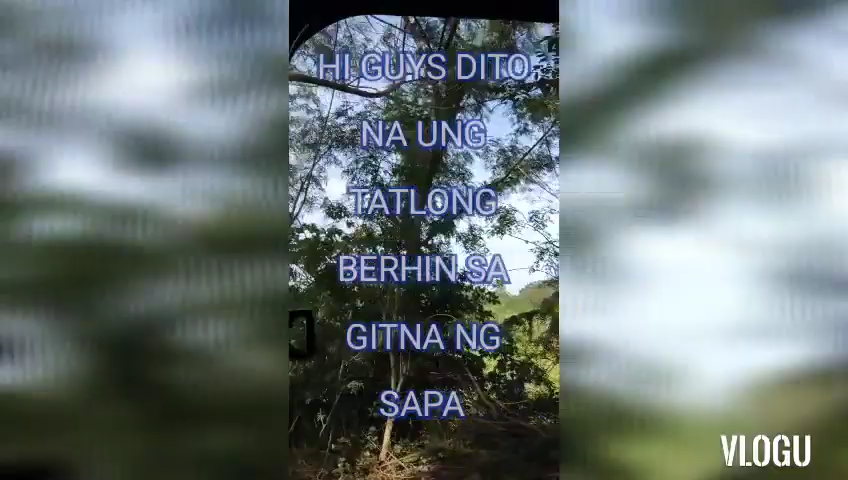 HI GUYS DITO
NA UNG
TATLONG
BERHIN SA
GITNA NG
SAPA
VLOGU